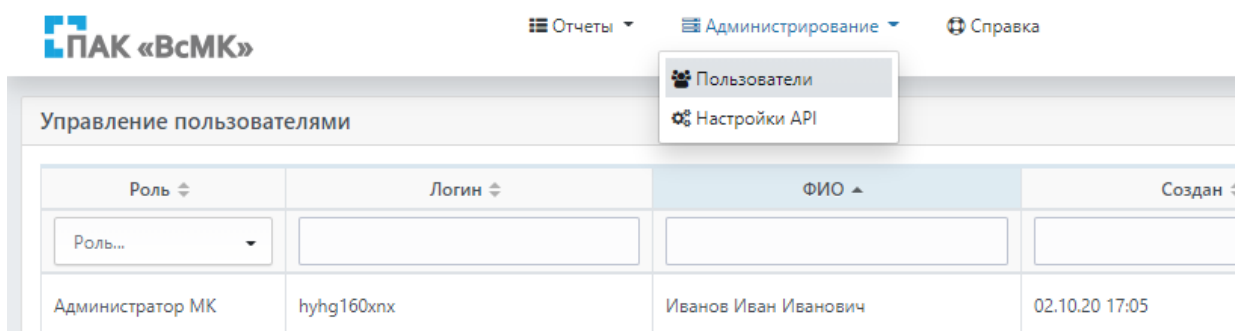 ПАК «ВсМК»
Отчеты
Администрирование
Справка
Пользователи
Настройки API
Управление пользователями
Роль Логин ФИО Создан
Роль...
Администратор МК hyhg160xnx Иванов Иван Иванович 02.10.20 17:05